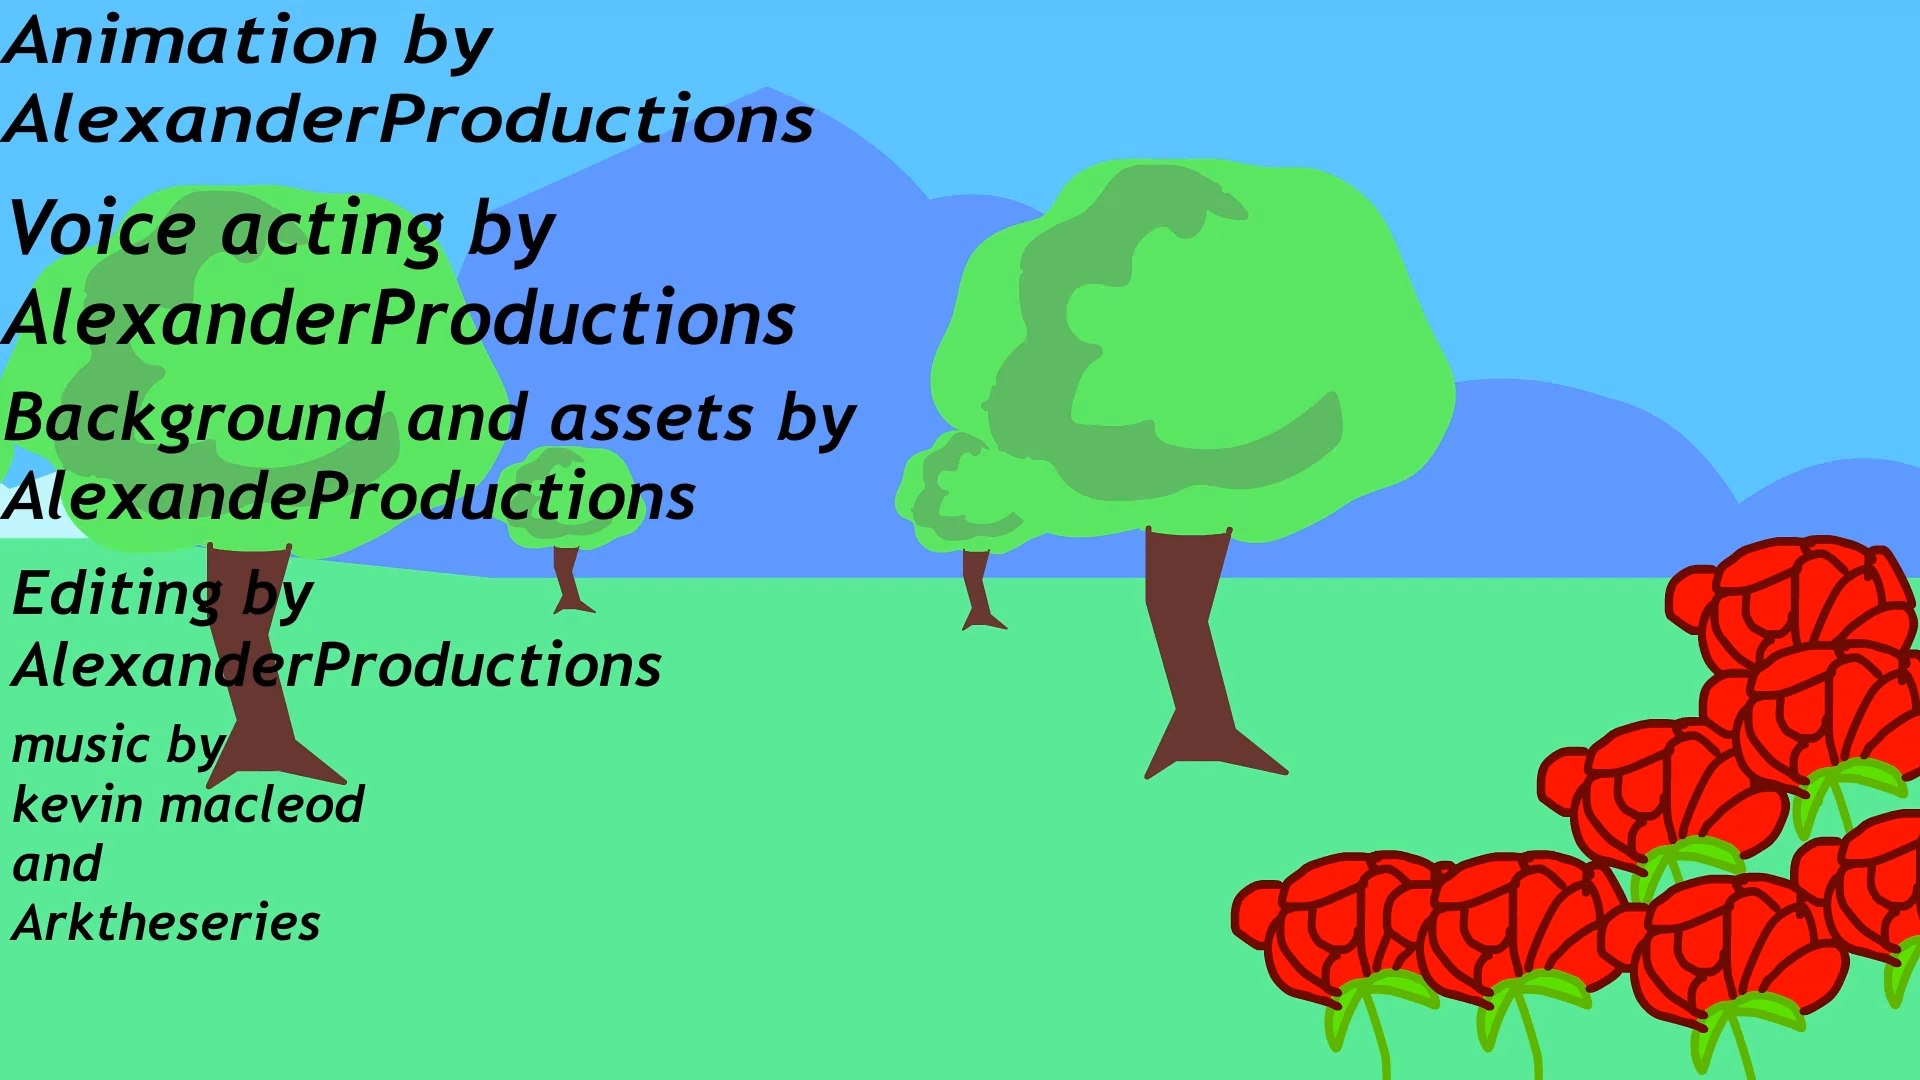 Animation by
AlexanderProductions
Voice acting by
AlexanderProductions
Background and assets by
AlexandeProductions
Editing by
AlexanderProductions
music by
kevin macleod
and
Arktheseries